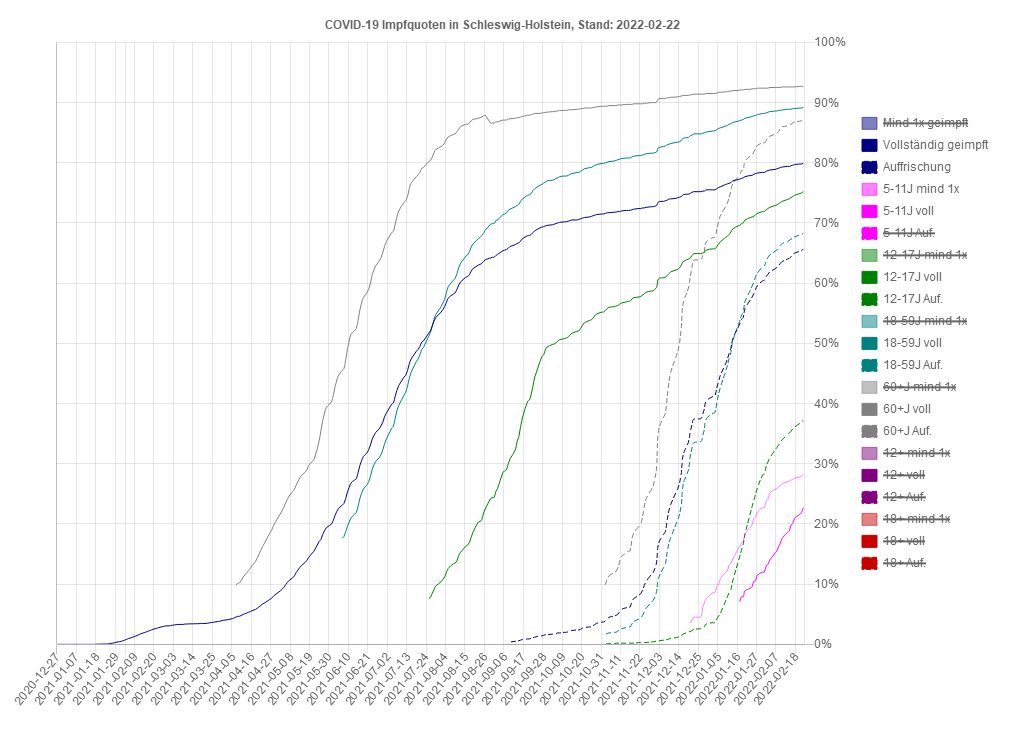 COVID-19 Impfquoten in Schleswig-Holstein, Stand: 2022-02-22
100%
90%
80%
70%
60%
50%
40%
30%
20%
10%
0%
Mind 1x geimpft
Vollständig geimpft
Auffrischung
5-11J mind 1x
5-11J voll
5-11J Auf.
12-17J mind 1x
12-17J voll
12-17J Auf.
18-59J mind 1x
18-59J voll
18-59J Auf.
60+J mind 1x
60+J voll
60+J Auf.
12+ mind 1x
12+ voll
12+ Auf.
18+ mind 1x
18+ voll
18+ Auf.
2020-12-27
2021-01-07
2021-01-18
2021-01-29
2021-02-09
2021-02-20
2021-03-03
2021-03-14
2021-03-25
2021-04-05
2021-04-16
2021-04-27
2021-05-08
2021-05-19
2021-05-30
2021-06-10
2021-06-21
2021-07-02
2021-07-13
2021-07-24
2021-08-04
2021-08-15
2021-08-26
2021-09-06
2021-09-17
2021-09-28
2021-10-09
2021-10-20
2021-10-31
2021-11-11
2021-11-22
2021-12-03
2021-12-14
2021-12-25
2022-01-05
2022-01-16
2022-01-27
2022-02-07
2022-02-18